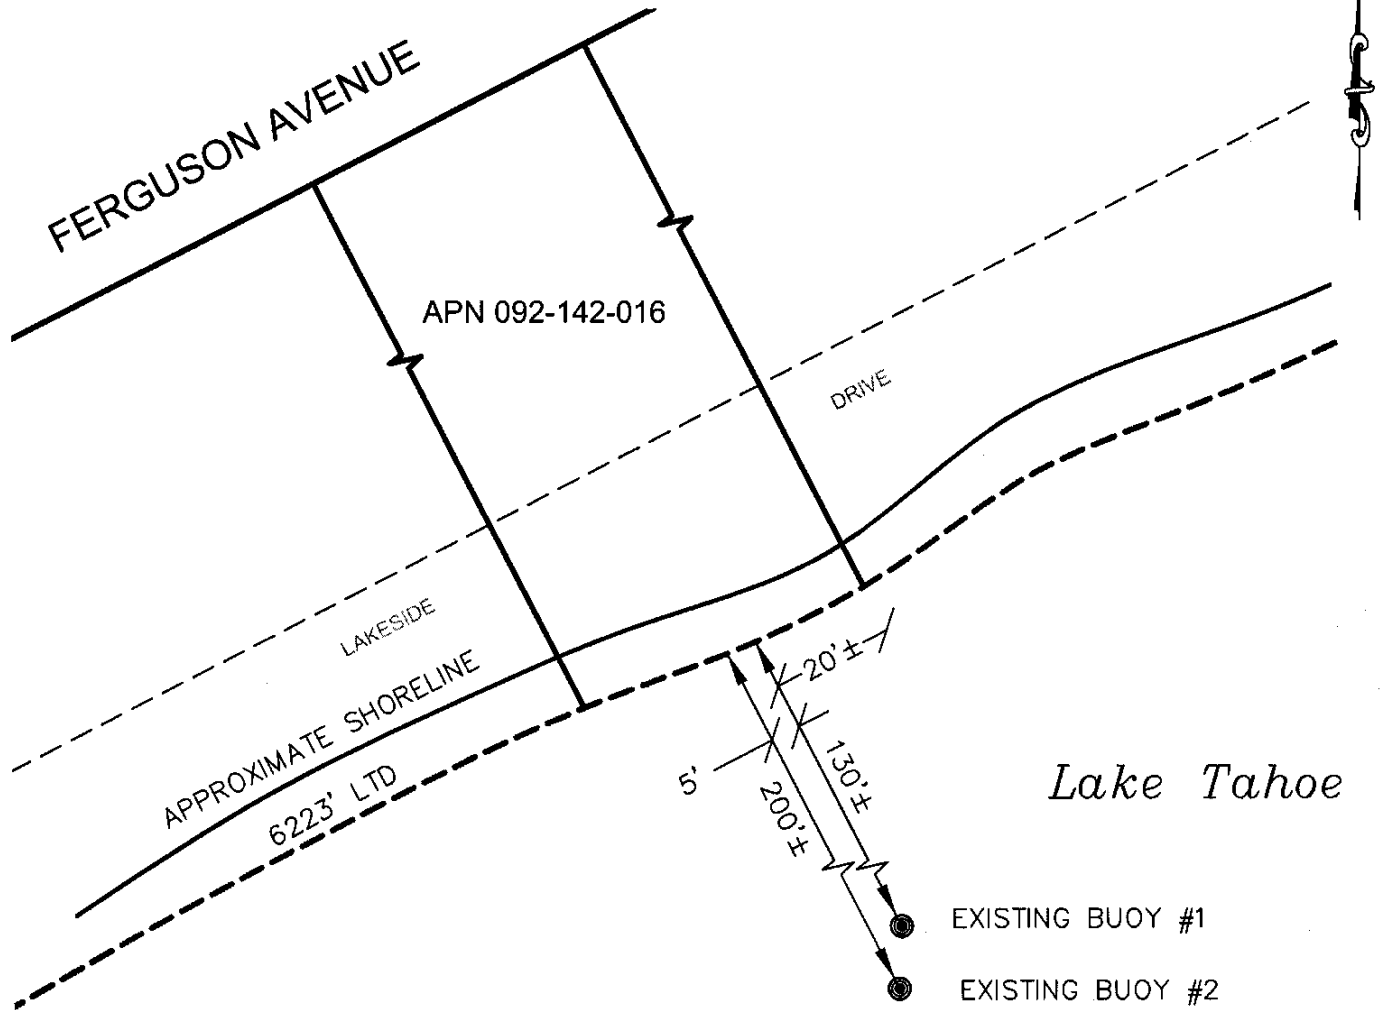 FERGUSON AVENUE
APN 092-142-016
DRIVE
LAKESIDE
APPROXIMATE SHORELINE
6223' LTD
20'±
5'
130'±
200'±
Lake Tahoe
EXISTING BUOY #1
EXISTING BUOY #2